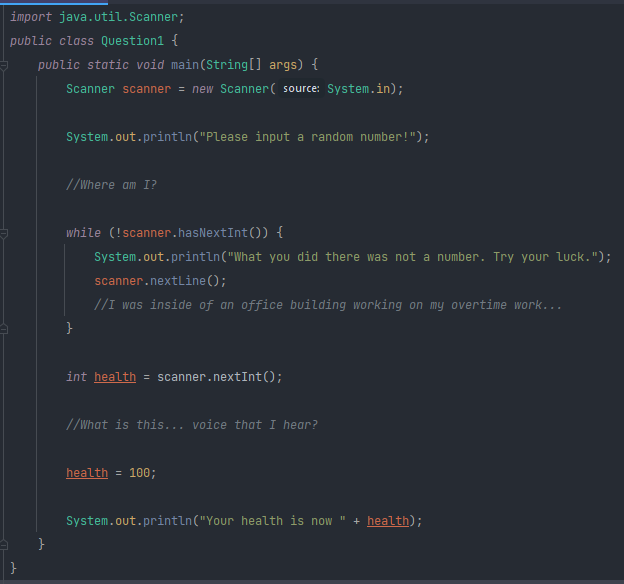 import java.util.Scanner;
public class Question1 {
public static void main(String[] args) {
Scanner scanner = new Scanner( source: System.in);
System.out.println("Please input a random number!");
//Where am I?
while (!scanner.hasNextInt()) {
System.out.println("What you did there was not a number. Try your luck.");
scanner.nextLine();
//I was inside of an office building working on my overtime work...
}
int health = scanner.nextInt();
//What is this... voice that I hear?
health = 100;
System.out.println("Your health is now " + health);
}
}